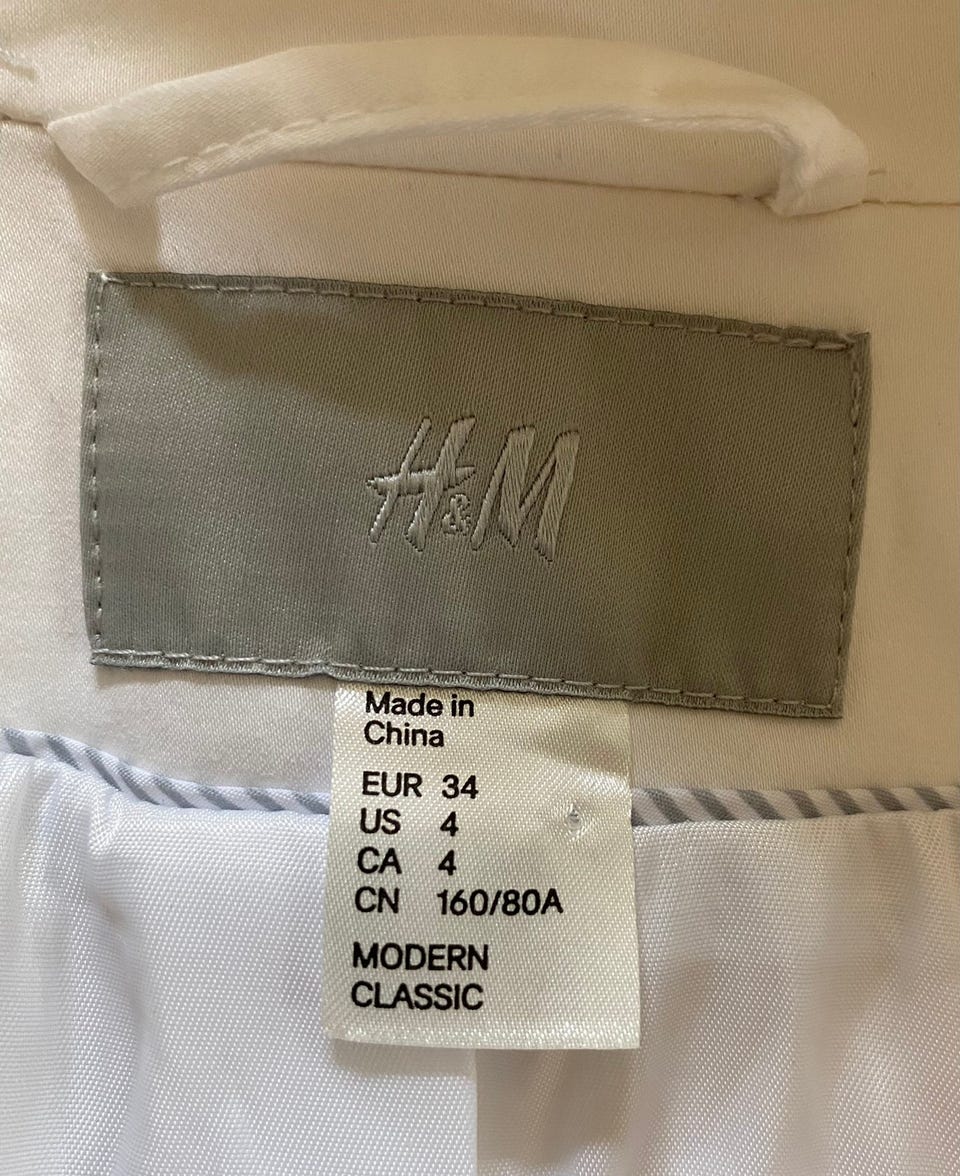 H&M
Made in
China
EUR 34
US 4
CA 4
CN 160/80A
MODERN
CLASSIC